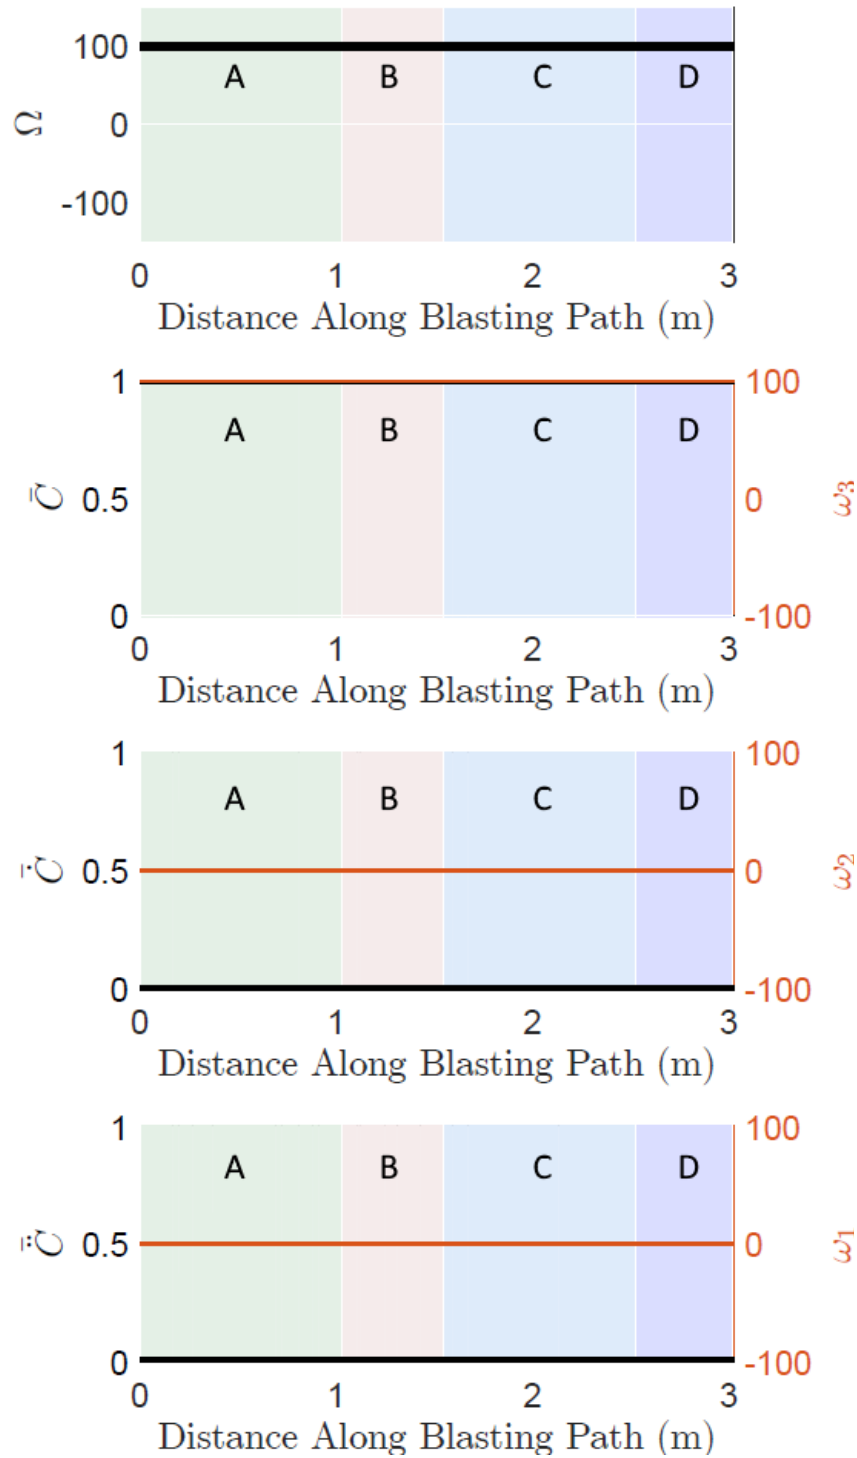 100
A B C D
Ω
0
-100
0 1 2 3
Distance Along Blasting Path (m)
1 100
A B C D
C̄ 0.5 0 ω3
0 -100
0 1 2 3
Distance Along Blasting Path (m)
1 100
A B C D
C̄̇ 0.5 0 ω2
0 -100
0 1 2 3
Distance Along Blasting Path (m)
1 100
A B C D
C̄̈ 0.5 0 ω1
0 -100
0 1 2 3
Distance Along Blasting Path (m)